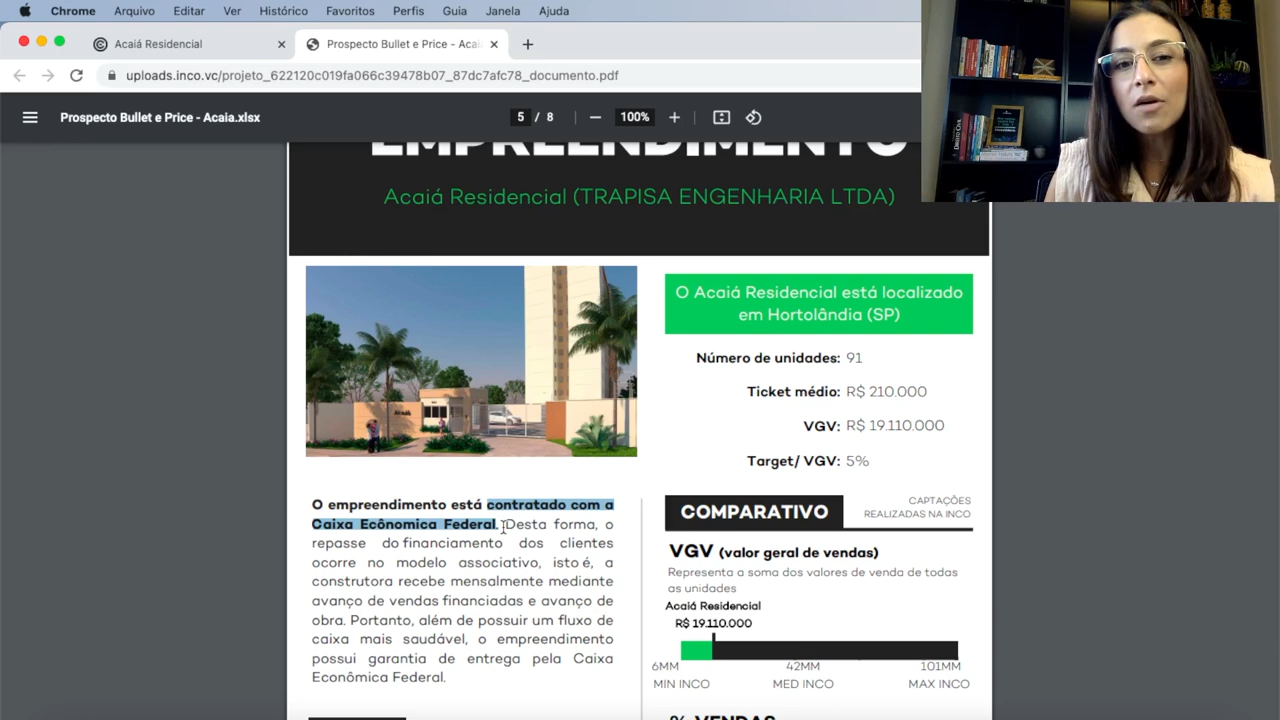 Chrome Arquivo Editar Ver Histórico Favoritos Perfis Guia Janela Ajuda
Acaiá Residencial
Prospecto Bullet e Price - Acaia
uploads.inco.vc/projeto_622120c019fa066c39478b07_87dc7afc78_documento.pdf
Prospecto Bullet e Price - Acaia.xlsx
5 / 8
100%
EMPREENDIMENTO
Acaiá Residencial (TRAPISA ENGENHARIA LTDA)
O Acaiá Residencial está localizado
em Hortolândia (SP)
Número de unidades: 91
Ticket médio: R$ 210.000
VGV: R$ 19.110.000
Target/ VGV: 5%
O empreendimento está contratado com a
Caixa Ecônomica Federal. Desta forma, o
repasse do financiamento dos clientes
ocorre no modelo associativo, isto é, a
construtora recebe mensalmente mediante
avanço de vendas financiadas e avanço de
obra. Portanto, além de possuir um fluxo de
caixa mais saudável, o empreendimento
possui garantia de entrega pela Caixa
Econômica Federal.
COMPARATIVO
CAPTAÇÕES
REALIZADAS NA INCO
VGV (valor geral de vendas)
Representa a soma dos valores de venda de todas
as unidades
Acaiá Residencial
R$ 19.110.000
6MM 42MM 101MM
MIN INCO MED INCO MAX INCO
% VENDAS